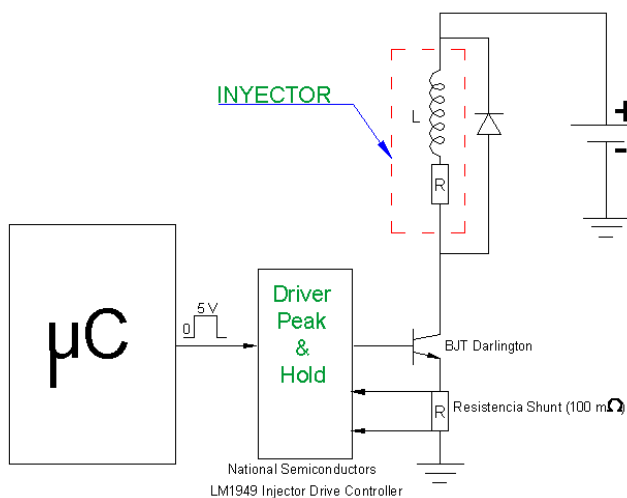 +
INYECTOR
L
-
R
µC
0
5 V
Driver
Peak
&
Hold
BJT Darlington
R
Resistencia Shunt (100 mΩ)
National Semiconductors
LM1949 Injector Drive Controller